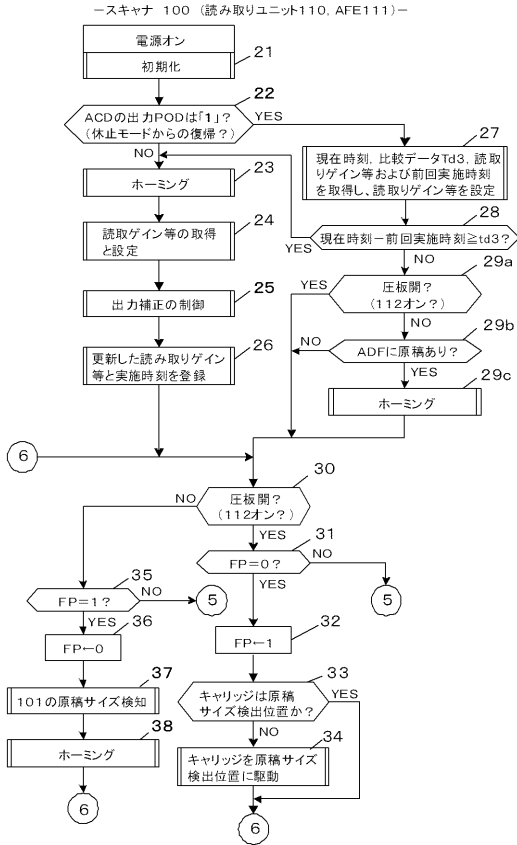 －スキャナ 100 （読み取りユニット110, AFE111）－
電源オン
初期化
21
ACDの出力PODは「1」？
(休止モードからの復帰？)
22
YES
NO
ホーミング
23
読取ゲイン等の取得
と設定
24
出力補正の制御
25
更新した読み取りゲイン
等と実施時刻を登録
26
現在時刻, 比較データTd3, 読取
りゲイン等および前回実施時刻
を取得し、読取りゲイン等を設定
27
現在時刻－前回実施時刻≧td3？
28
YES
NO
圧板開？
(112オン？)
29a
YES
NO
ADFに原稿あり？
29b
NO
YES
ホーミング
29c
6
圧板開？
(112オン？)
30
NO
YES
FP=0？
31
NO
YES
5
FP=1？
35
NO
YES
5
FP←0
36
101の原稿サイズ検知
37
ホーミング
38
6
FP←1
32
キャリッジは原稿
サイズ検出位置か？
33
YES
NO
キャリッジを原稿サイズ
検出位置に駆動
34
6